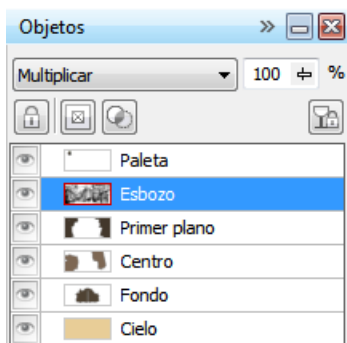 Objetos
Multiplicar 100 %
Paleta
Esbozo
Primer plano
Centro
Fondo
Cielo